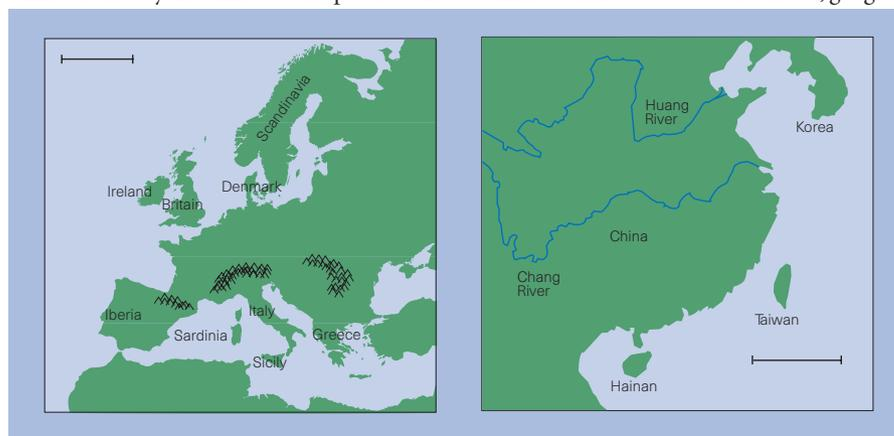 Scandinavia
Ireland
Denmark
Britain
Iberia
Italy
Sardinia
Greece
Sicily
Huang
River
Korea
China
Chang
River
Taiwan
Hainan